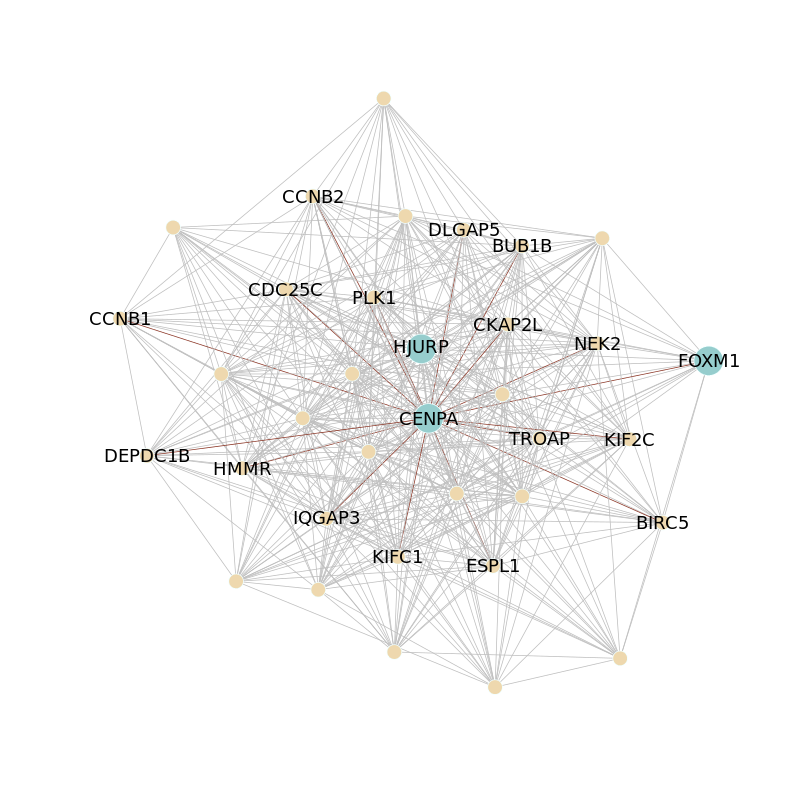 CCNB2
DLGAP5
BUB1B
CDC25C
PLK1
CCNB1
CKAP2L
HJURP
NEK2
FOXM1
CENPA
TROAP
KIF2C
DEPDC1B
HMMR
IQGAP3
BIRC5
KIFC1
ESPL1